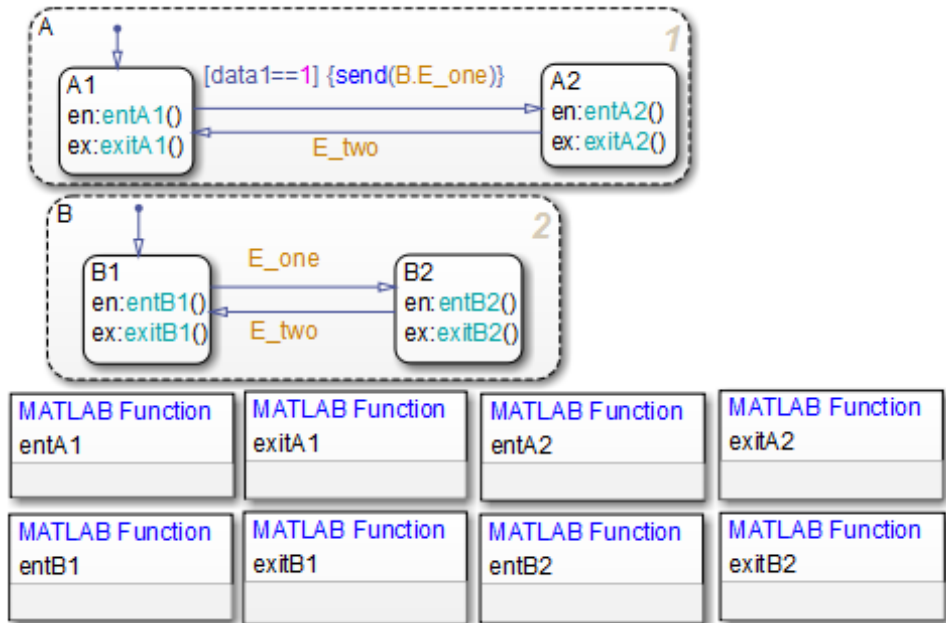 A
1
A1
en:entA1()
ex:exitA1()
[data1==1] {send(B.E_one)}
E_two
A2
en:entA2()
ex:exitA2()
B
2
B1
en:entB1()
ex:exitB1()
E_one
E_two
B2
en:entB2()
ex:exitB2()
MATLAB Function
entA1
MATLAB Function
exitA1
MATLAB Function
entA2
MATLAB Function
exitA2
MATLAB Function
entB1
MATLAB Function
exitB1
MATLAB Function
entB2
MATLAB Function
exitB2